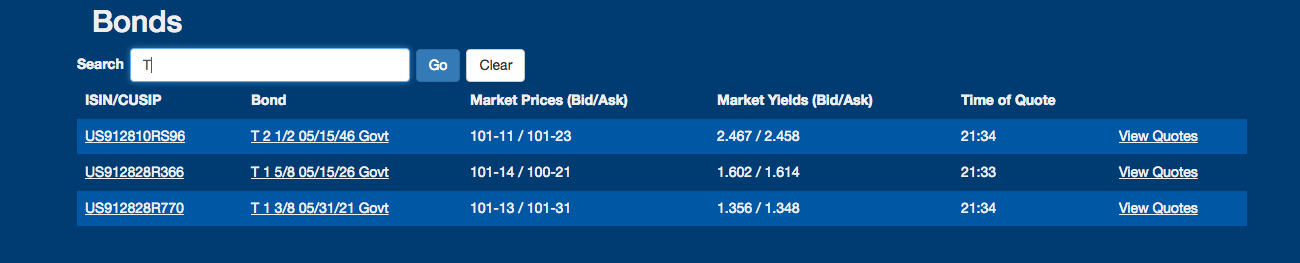 Bonds
Search T Go Clear
ISIN/CUSIP Bond Market Prices (Bid/Ask) Market Yields (Bid/Ask) Time of Quote
US912810RS96 T 2 1/2 05/15/46 Govt 101-11 / 101-23 2.467 / 2.458 21:34 View Quotes
US912828R366 T 1 5/8 05/15/26 Govt 101-14 / 100-21 1.602 / 1.614 21:33 View Quotes
US912828R770 T 1 3/8 05/31/21 Govt 101-13 / 101-31 1.356 / 1.348 21:34 View Quotes